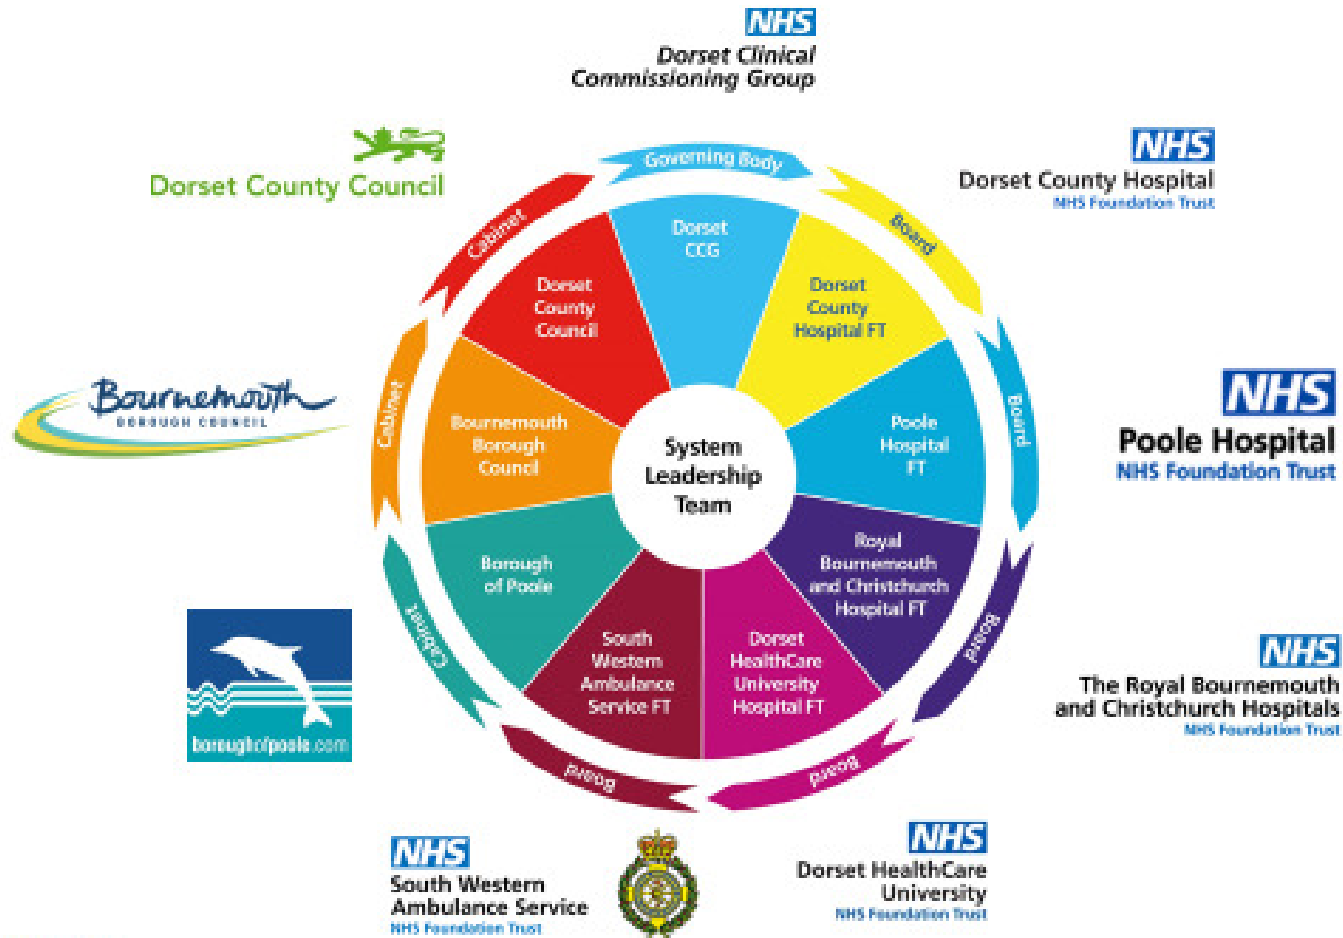 NHS
Dorset Clinical
Commissioning Group
Dorset County Council
NHS
Dorset County Hospital
NHS Foundation Trust
Governing Body
Cabinet
Board
Dorset
CCG
Dorset
County
Council
Dorset
County
Hospital FT
Bournemouth
BOROUGH COUNCIL
Cabinet
Bournemouth
Borough
Council
System
Leadership
Team
Poole
Hospital
FT
Board
NHS
Poole Hospital
NHS Foundation Trust
Borough
of Poole
Royal
Bournemouth
and Christchurch
Hospital FT
Cabinet
South
Western
Ambulance
Service FT
Dorset
HealthCare
University
Hospital FT
Board
boroughofpoole.com
NHS
The Royal Bournemouth
and Christchurch Hospitals
NHS Foundation Trust
Board
Board
NHS
South Western
Ambulance Service
NHS Foundation Trust
NHS
Dorset HealthCare
University
NHS Foundation Trust